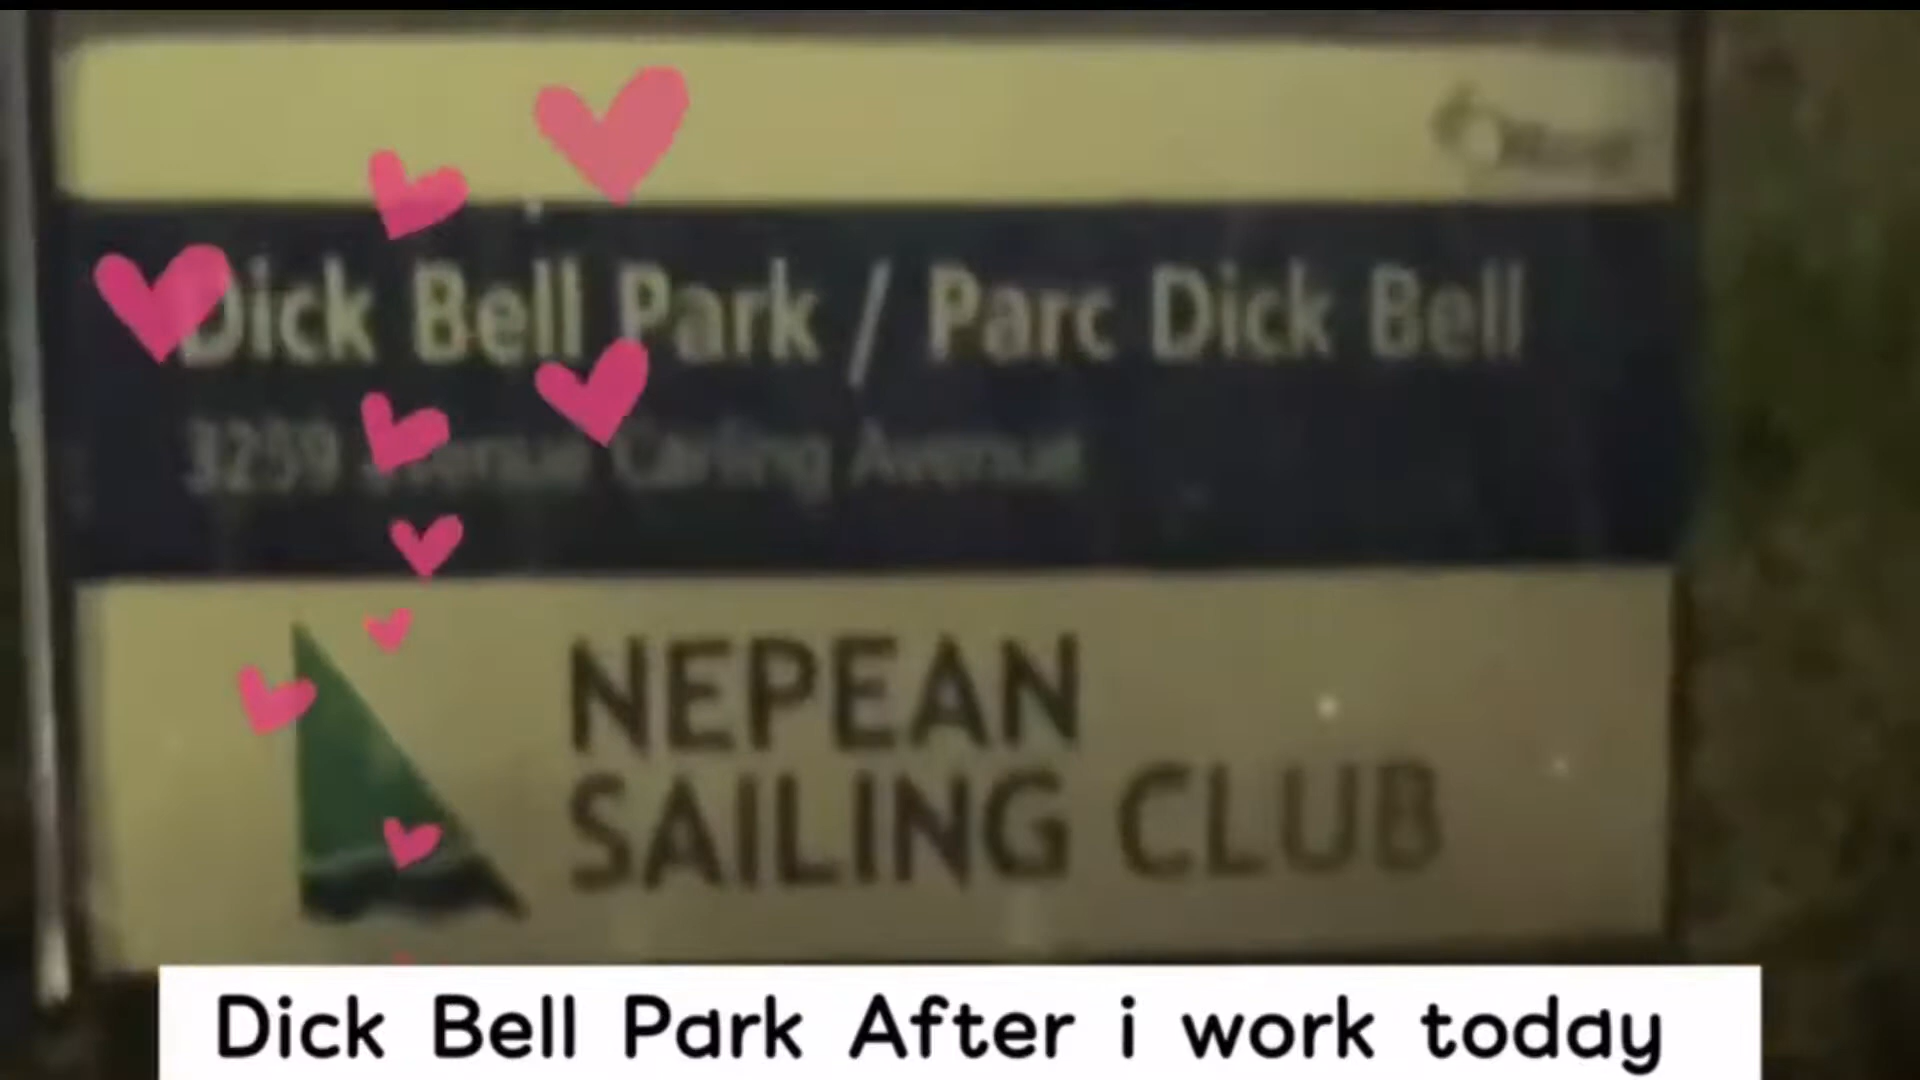 Dick Bell Park / Parc Dick Bell
3259 Avenue Carling Avenue
NEPEAN
SAILING CLUB
Dick Bell Park After i work today